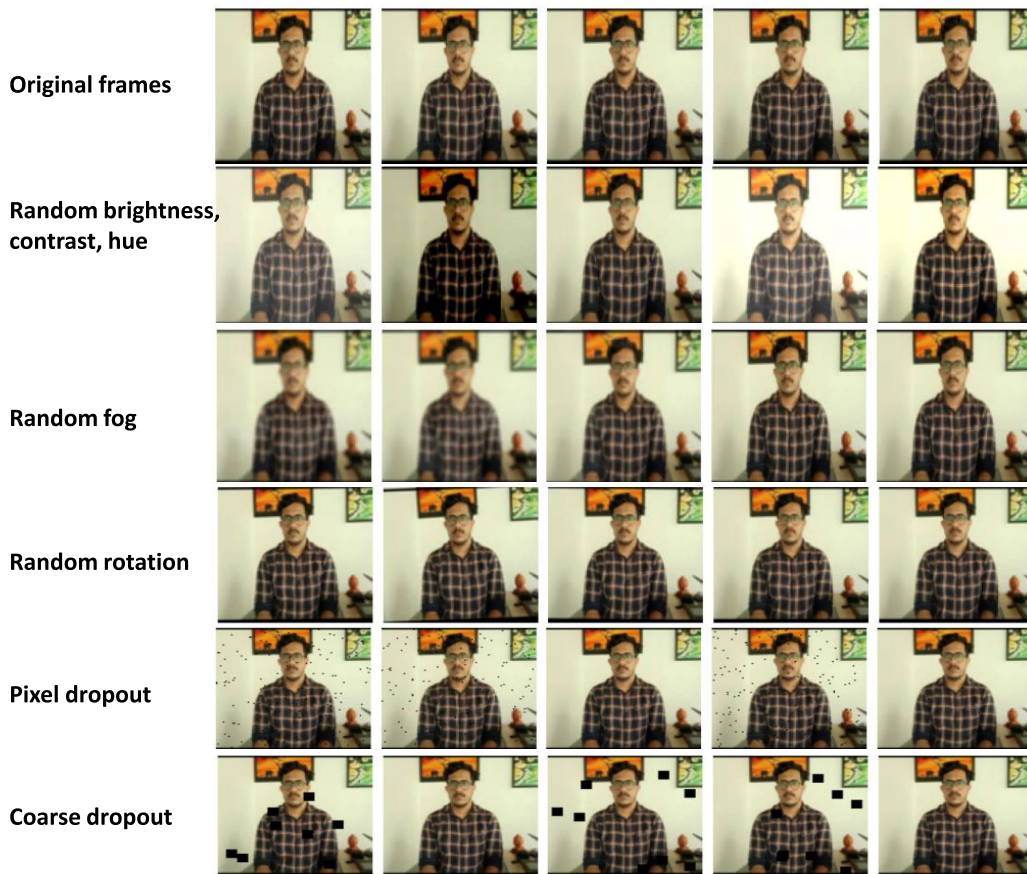 Original frames
Random brightness,
contrast, hue
Random fog
Random rotation
Pixel dropout
Coarse dropout